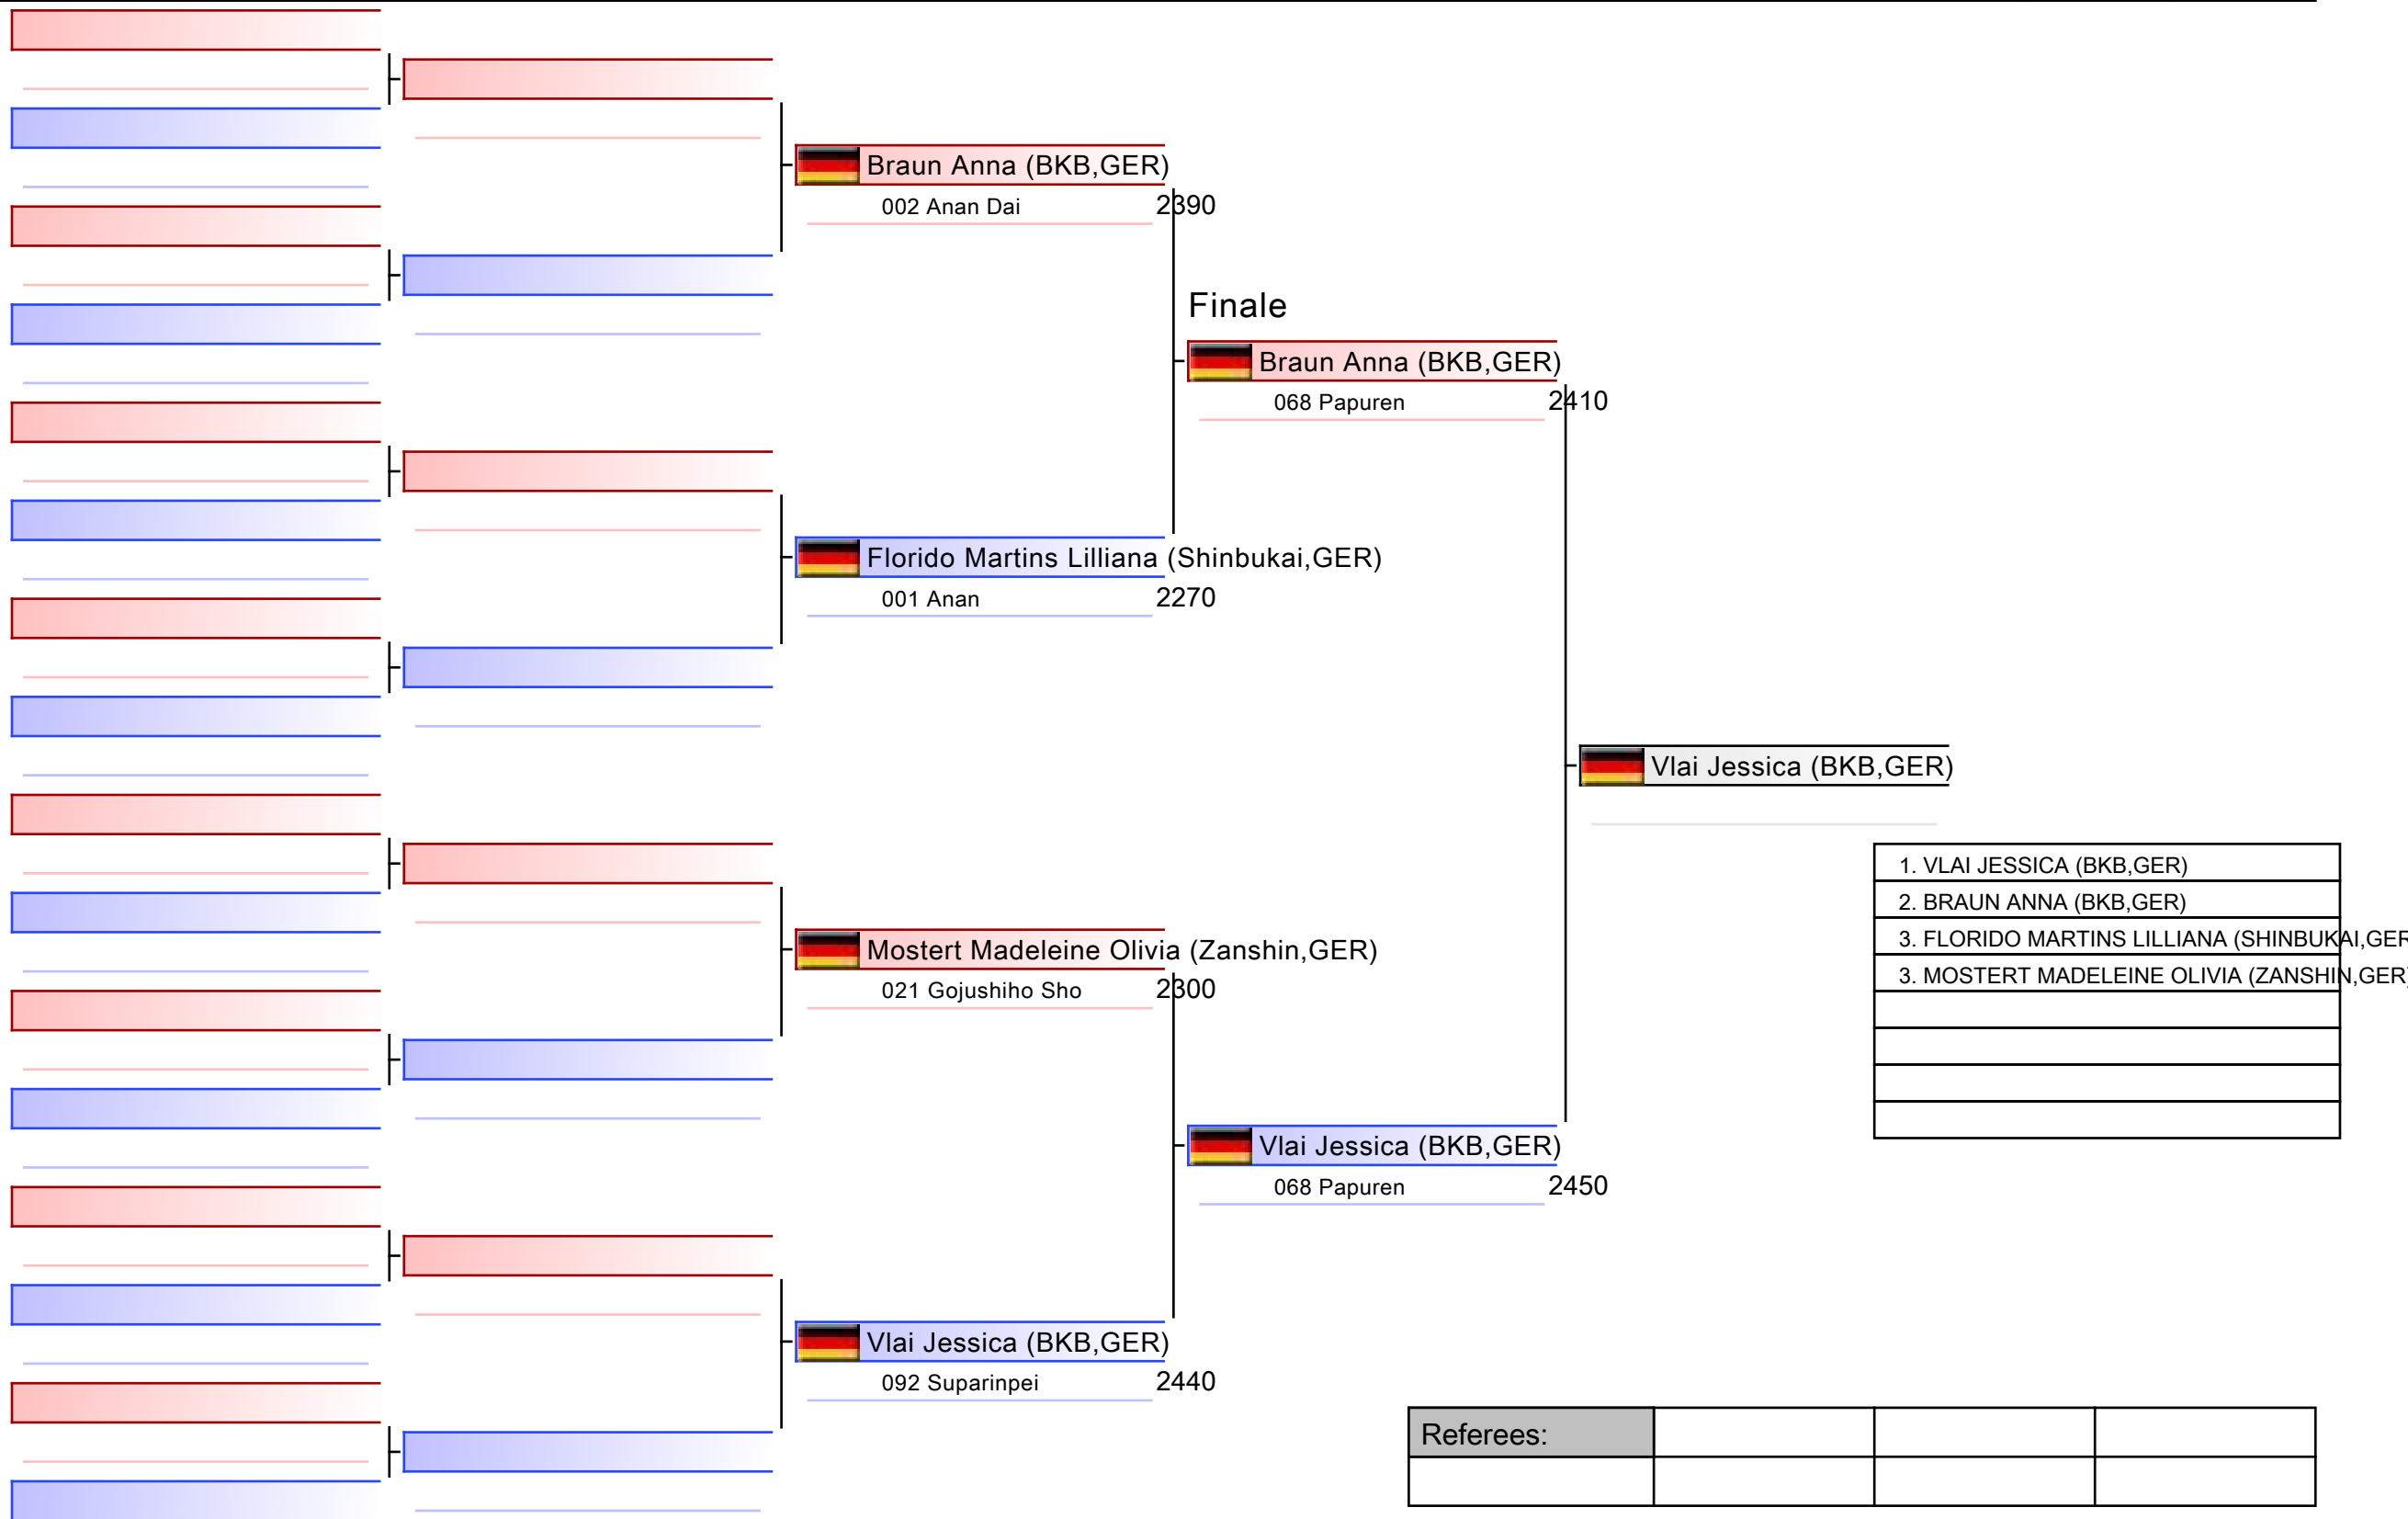 Braun Anna (BKB,GER)
002 Anan Dai 2390
Finale
Braun Anna (BKB,GER)
068 Papuren 2410
Florido Martins Lilliana (Shinbukai,GER)
001 Anan 2270
Vlai Jessica (BKB,GER)
1. VLAI JESSICA (BKB,GER)
2. BRAUN ANNA (BKB,GER)
3. FLORIDO MARTINS LILLIANA (SHINBUKAI,GER
3. MOSTERT MADELEINE OLIVIA (ZANSHIN,GER)
Mostert Madeleine Olivia (Zanshin,GER)
021 Gojushiho Sho 2300
Vlai Jessica (BKB,GER)
068 Papuren 2450
Vlai Jessica (BKB,GER)
092 Suparinpei 2440
Referees: